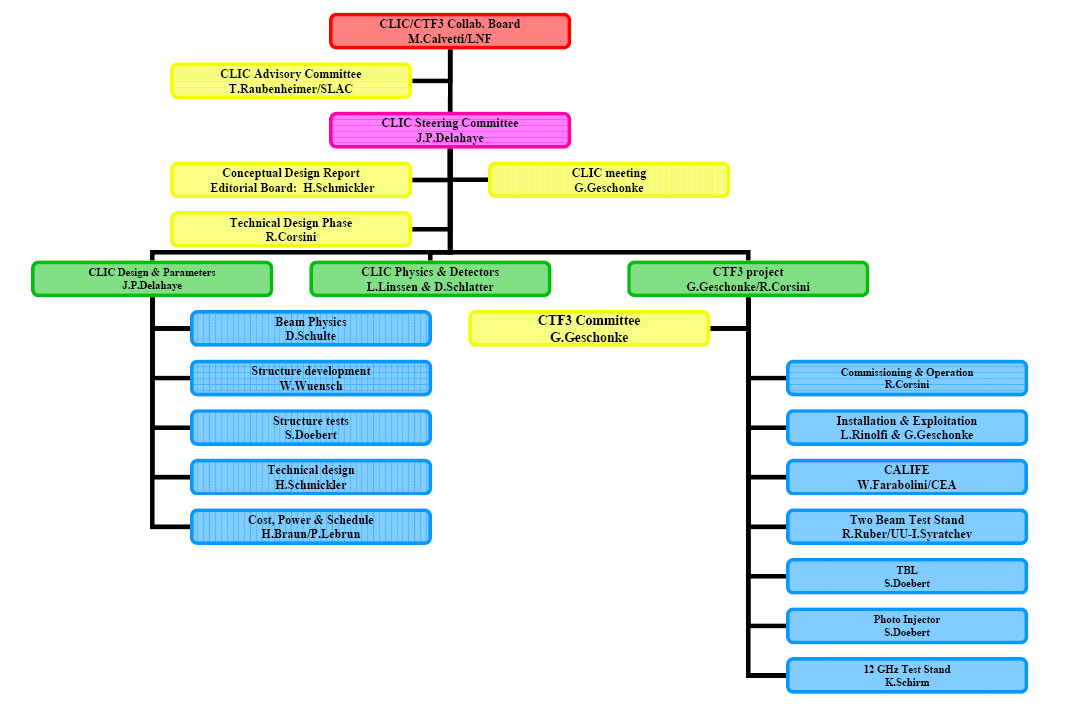 CLIC/CTF3 Collab. Board
M.Calvetti/LNF
CLIC Advisory Committee
T.Raubenheimer/SLAC
CLIC Steering Committee
J.P.Delahaye
Conceptual Design Report
Editorial Board:  H.Schmickler
CLIC meeting
G.Geschonke
Technical Design Phase
R.Corsini
CLIC Design & Parameters
J.P.Delahaye
CLIC Physics & Detectors
L.Linssen & D.Schlatter
CTF3 project
G.Geschonke/R.Corsini
Beam Physics
D.Schulte
Structure development
W.Wuensch
Structure tests
S.Doebert
Technical design
H.Schmickler
Cost, Power & Schedule
H.Braun/P.Lebrun
CTF3 Committee
G.Geschonke
Commissioning & Operation
R.Corsini
Installation & Exploitation
L.Rinolfi & G.Geschonke
CALIFE
W.Farabolini/CEA
Two Beam Test Stand
R.Ruber/UU-I.Syratchev
TBL
S.Doebert
Photo Injector
S.Doebert
12 GHz Test Stand
K.Schirm